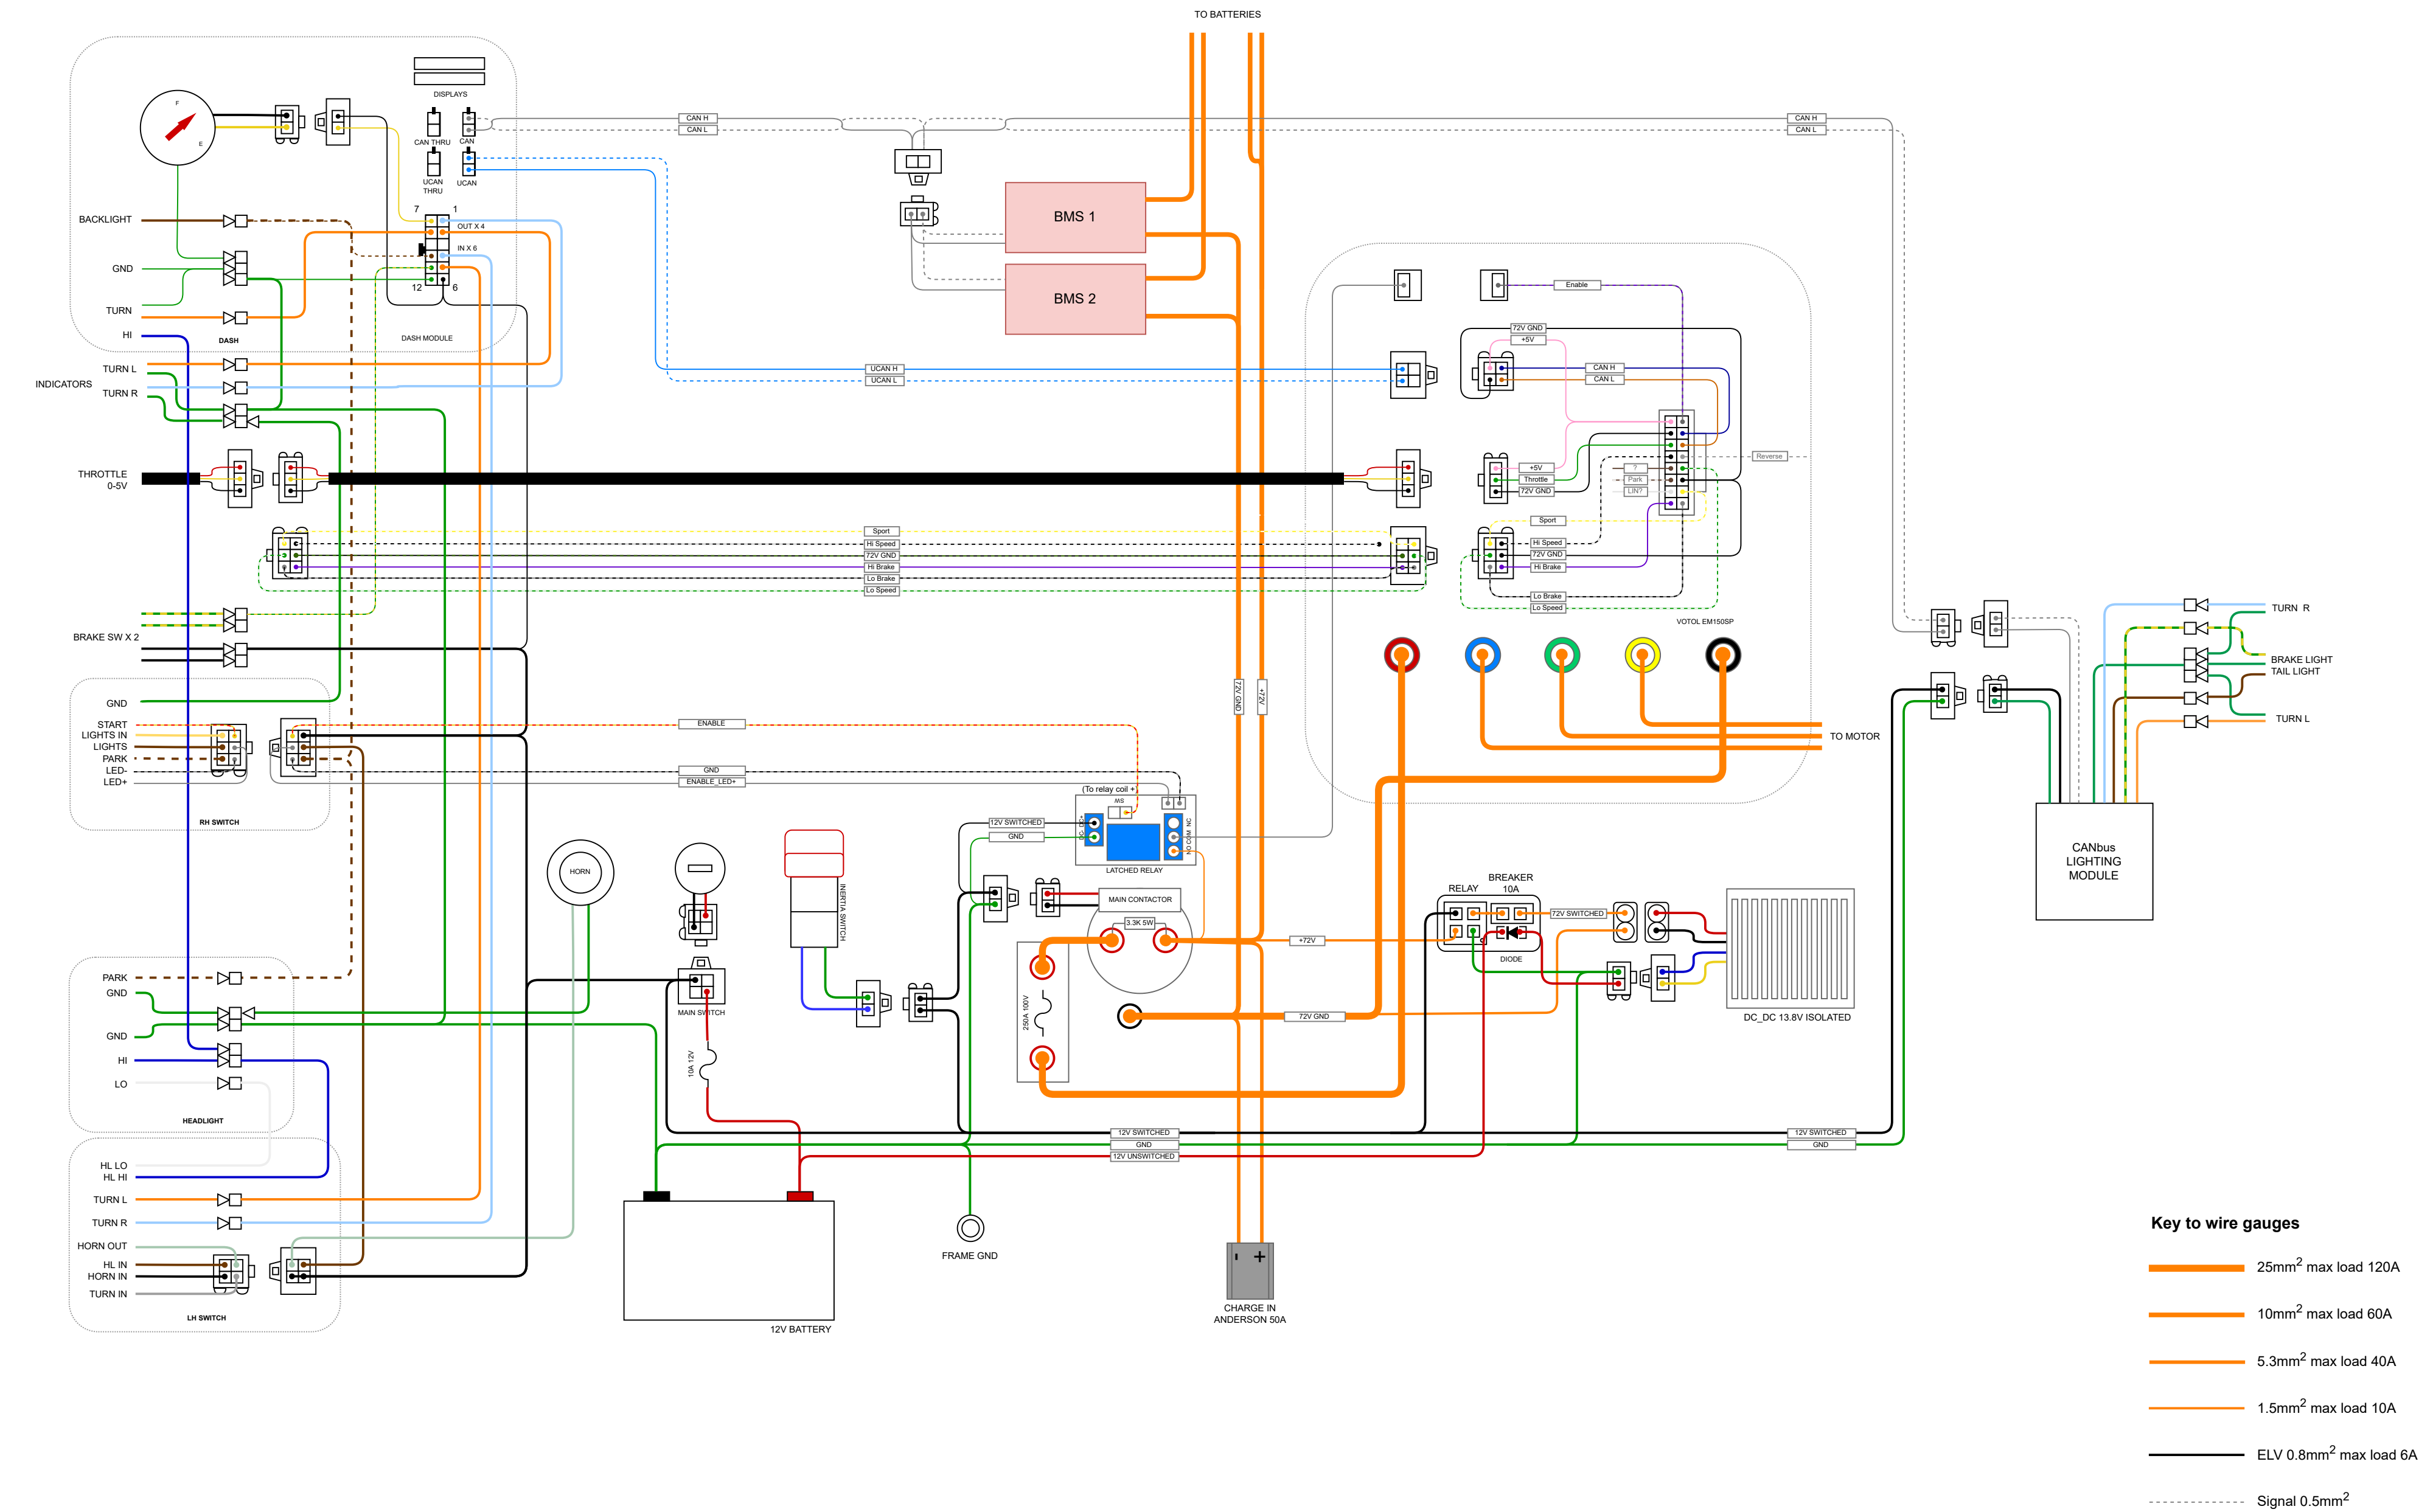 TO BATTERIES
F
E
DISPLAYS
CAN THRU
CAN
UCAN
THRU
UCAN
CAN H
CAN L
CAN H
CAN L
BACKLIGHT
7
1
OUT X 4
IN X 6
12
6
GND
TURN
HI
DASH
DASH MODULE
BMS 1
BMS 2
Enable
72V GND
+5V
CAN H
CAN L
UCAN H
UCAN L
INDICATORS
TURN L
TURN R
THROTTLE
0-5V
+5V
Throttle
72V GND
?
Park
LIN?
Reverse
Sport
Hi Speed
72V GND
Hi Brake
Lo Brake
Lo Speed
Sport
Hi Speed
72V GND
Hi Brake
Lo Brake
Lo Speed
VOTOL EM150SP
BRAKE SW X 2
TURN R
BRAKE LIGHT
TAIL LIGHT
TURN L
72V GND
+72V
TO MOTOR
GND
START
LIGHTS IN
LIGHTS
PARK
LED-
LED+
RH SWITCH
ENABLE
GND
ENABLE_LED+
(To relay coil +)
SW
12V SWITCHED
GND
DC- DC+
NO COM NC
LATCHED RELAY
HORN
INERTIA SWITCH
MAIN CONTACTOR
3.3K 5W
RELAY
BREAKER
10A
72V SWITCHED
+72V
DIODE
CANbus
LIGHTING
MODULE
PARK
GND
GND
HI
LO
HEADLIGHT
MAIN SWITCH
10A 12V
250A 100V
72V GND
DC_DC 13.8V ISOLATED
12V SWITCHED
GND
12V UNSWITCHED
12V SWITCHED
GND
HL LO
HL HI
TURN L
TURN R
HORN OUT
HL IN
HORN IN
TURN IN
LH SWITCH
12V BATTERY
FRAME GND
- +
CHARGE IN
ANDERSON 50A
Key to wire gauges
25mm2 max load 120A
10mm2 max load 60A
5.3mm2 max load 40A
1.5mm2 max load 10A
ELV 0.8mm2 max load 6A
Signal 0.5mm2